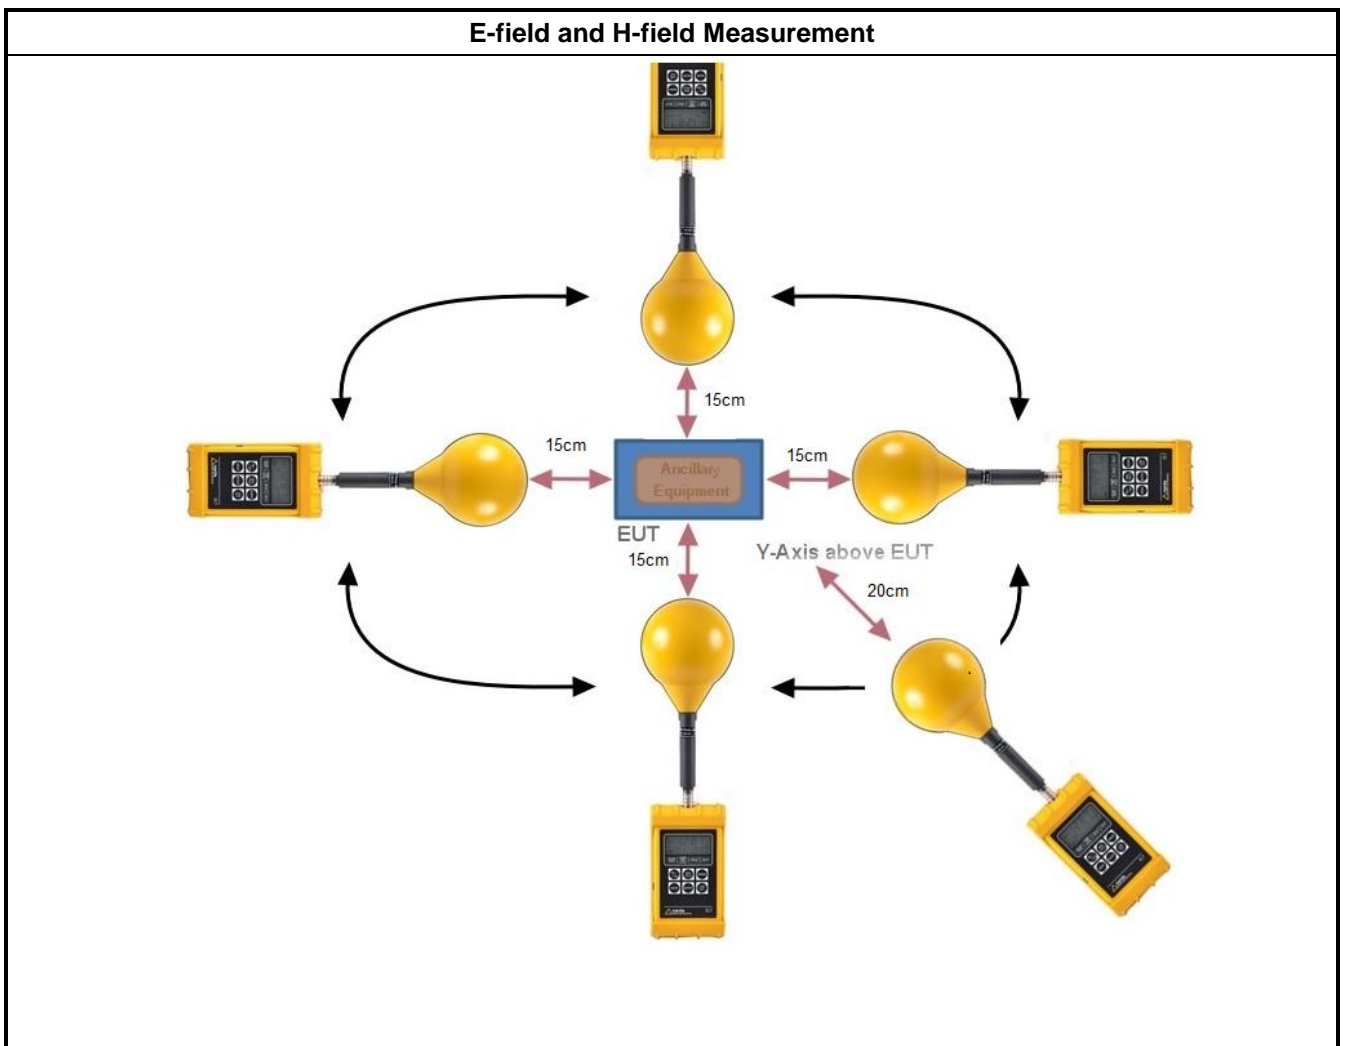 E-field and H-field Measurement
15cm
15cm
15cm
Ancillary
Equipment
EUT
15cm
Y-Axis above EUT
20cm